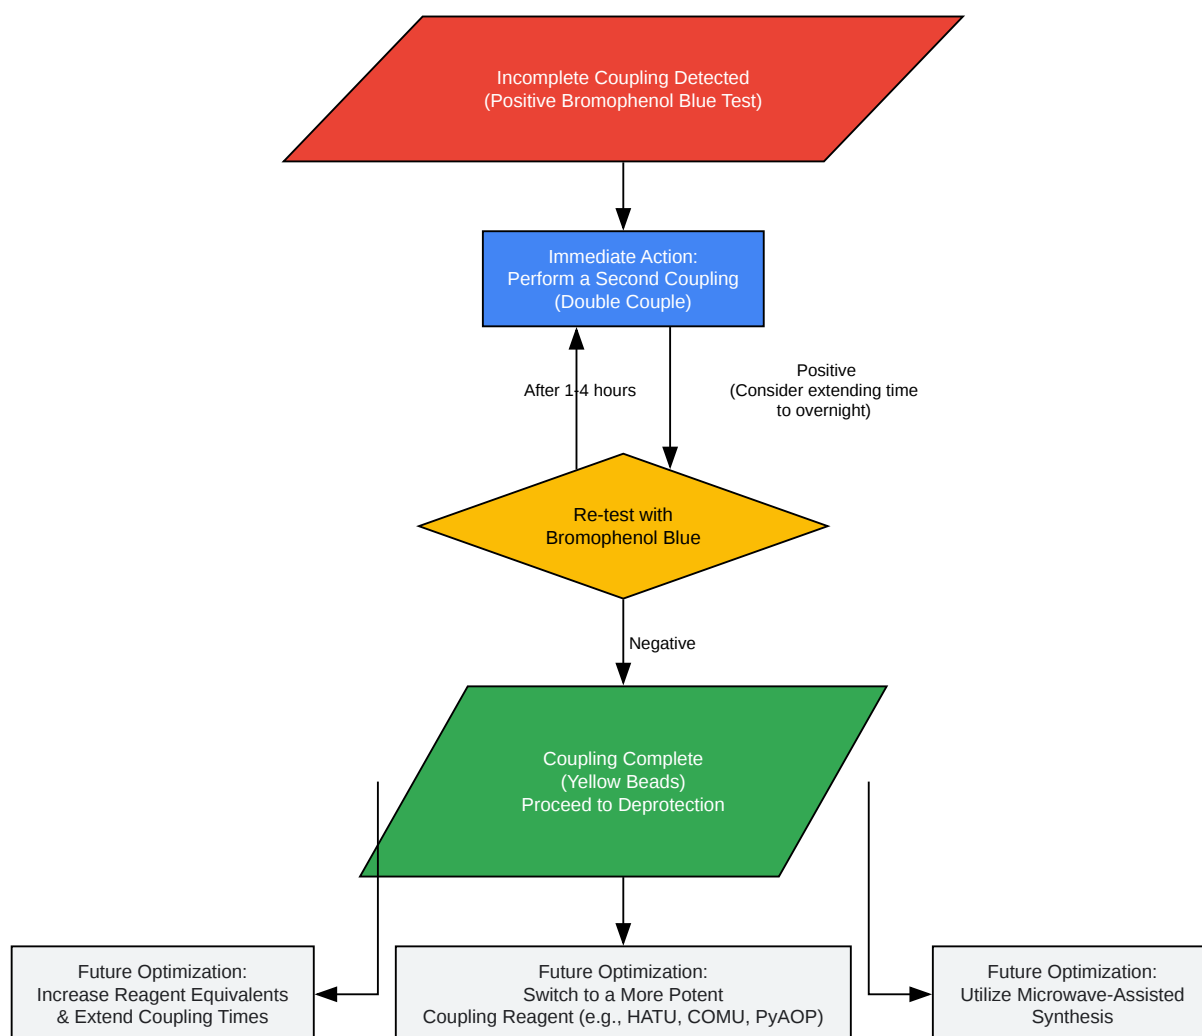 Incomplete Coupling Detected
(Positive Bromophenol Blue Test)
Immediate Action:
Perform a Second Coupling
(Double Couple)
After 1-4 hours
Positive
(Consider extending time
to overnight)
Re-test with
Bromophenol Blue
Negative
Coupling Complete
(Yellow Beads)
Proceed to Deprotection
Future Optimization:
Increase Reagent Equivalents
& Extend Coupling Times
Future Optimization:
Switch to a More Potent
Coupling Reagent (e.g., HATU, COMU, PyAOP)
Future Optimization:
Utilize Microwave-Assisted
Synthesis